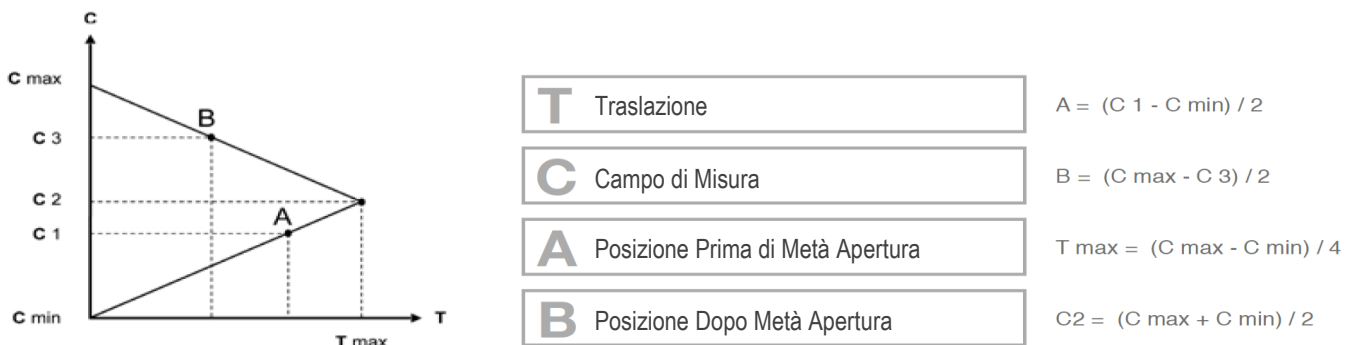 C
C max
B
C 3
C 2
A
C 1
C min
T
T max
T Traslazione
A = (C 1 - C min) / 2
C Campo di Misura
B = (C max - C 3) / 2
A Posizione Prima di Metà Apertura
T max = (C max - C min) / 4
B Posizione Dopo Metà Apertura
C2 = (C max + C min) / 2